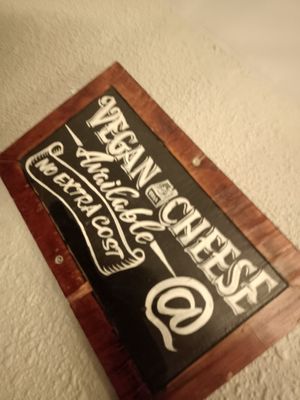 VEGAN CHEESE
Available
NO EXTRA COST
@